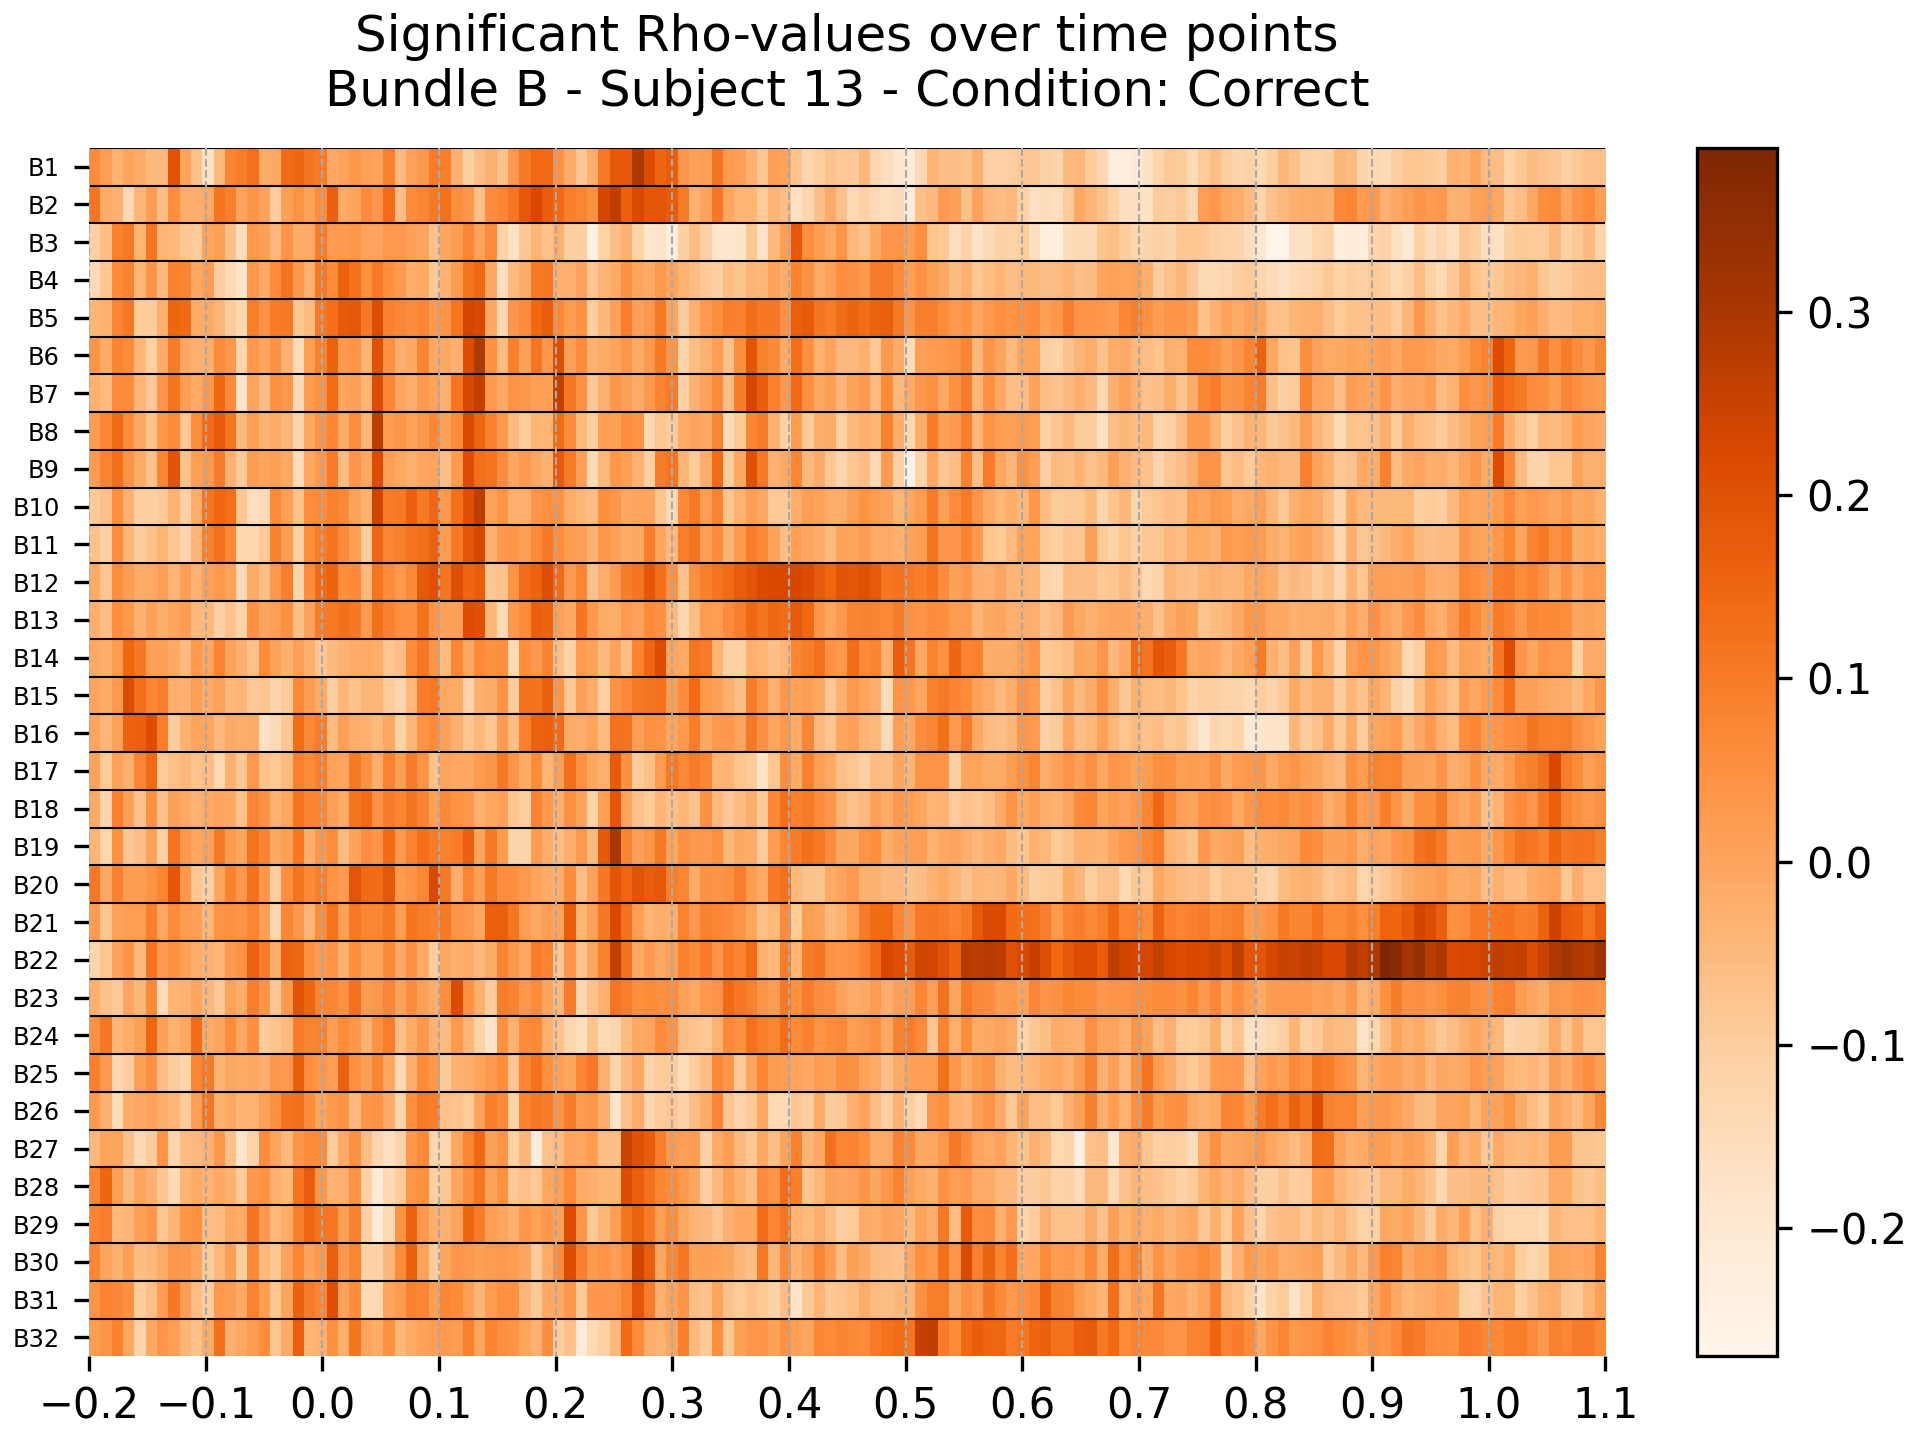 Significant Rho-values over time points
Bundle B - Subject 13 - Condition: Correct
B1
B2
B3
B4
B5
B6
B7
B8
B9
B10
B11
B12
B13
B14
B15
B16
B17
B18
B19
B20
B21
B22
B23
B24
B25
B26
B27
B28
B29
B30
B31
B32
−0.2 −0.1 0.0 0.1 0.2 0.3 0.4 0.5 0.6 0.7 0.8 0.9 1.0 1.1
0.3
0.2
0.1
0.0
−0.1
−0.2